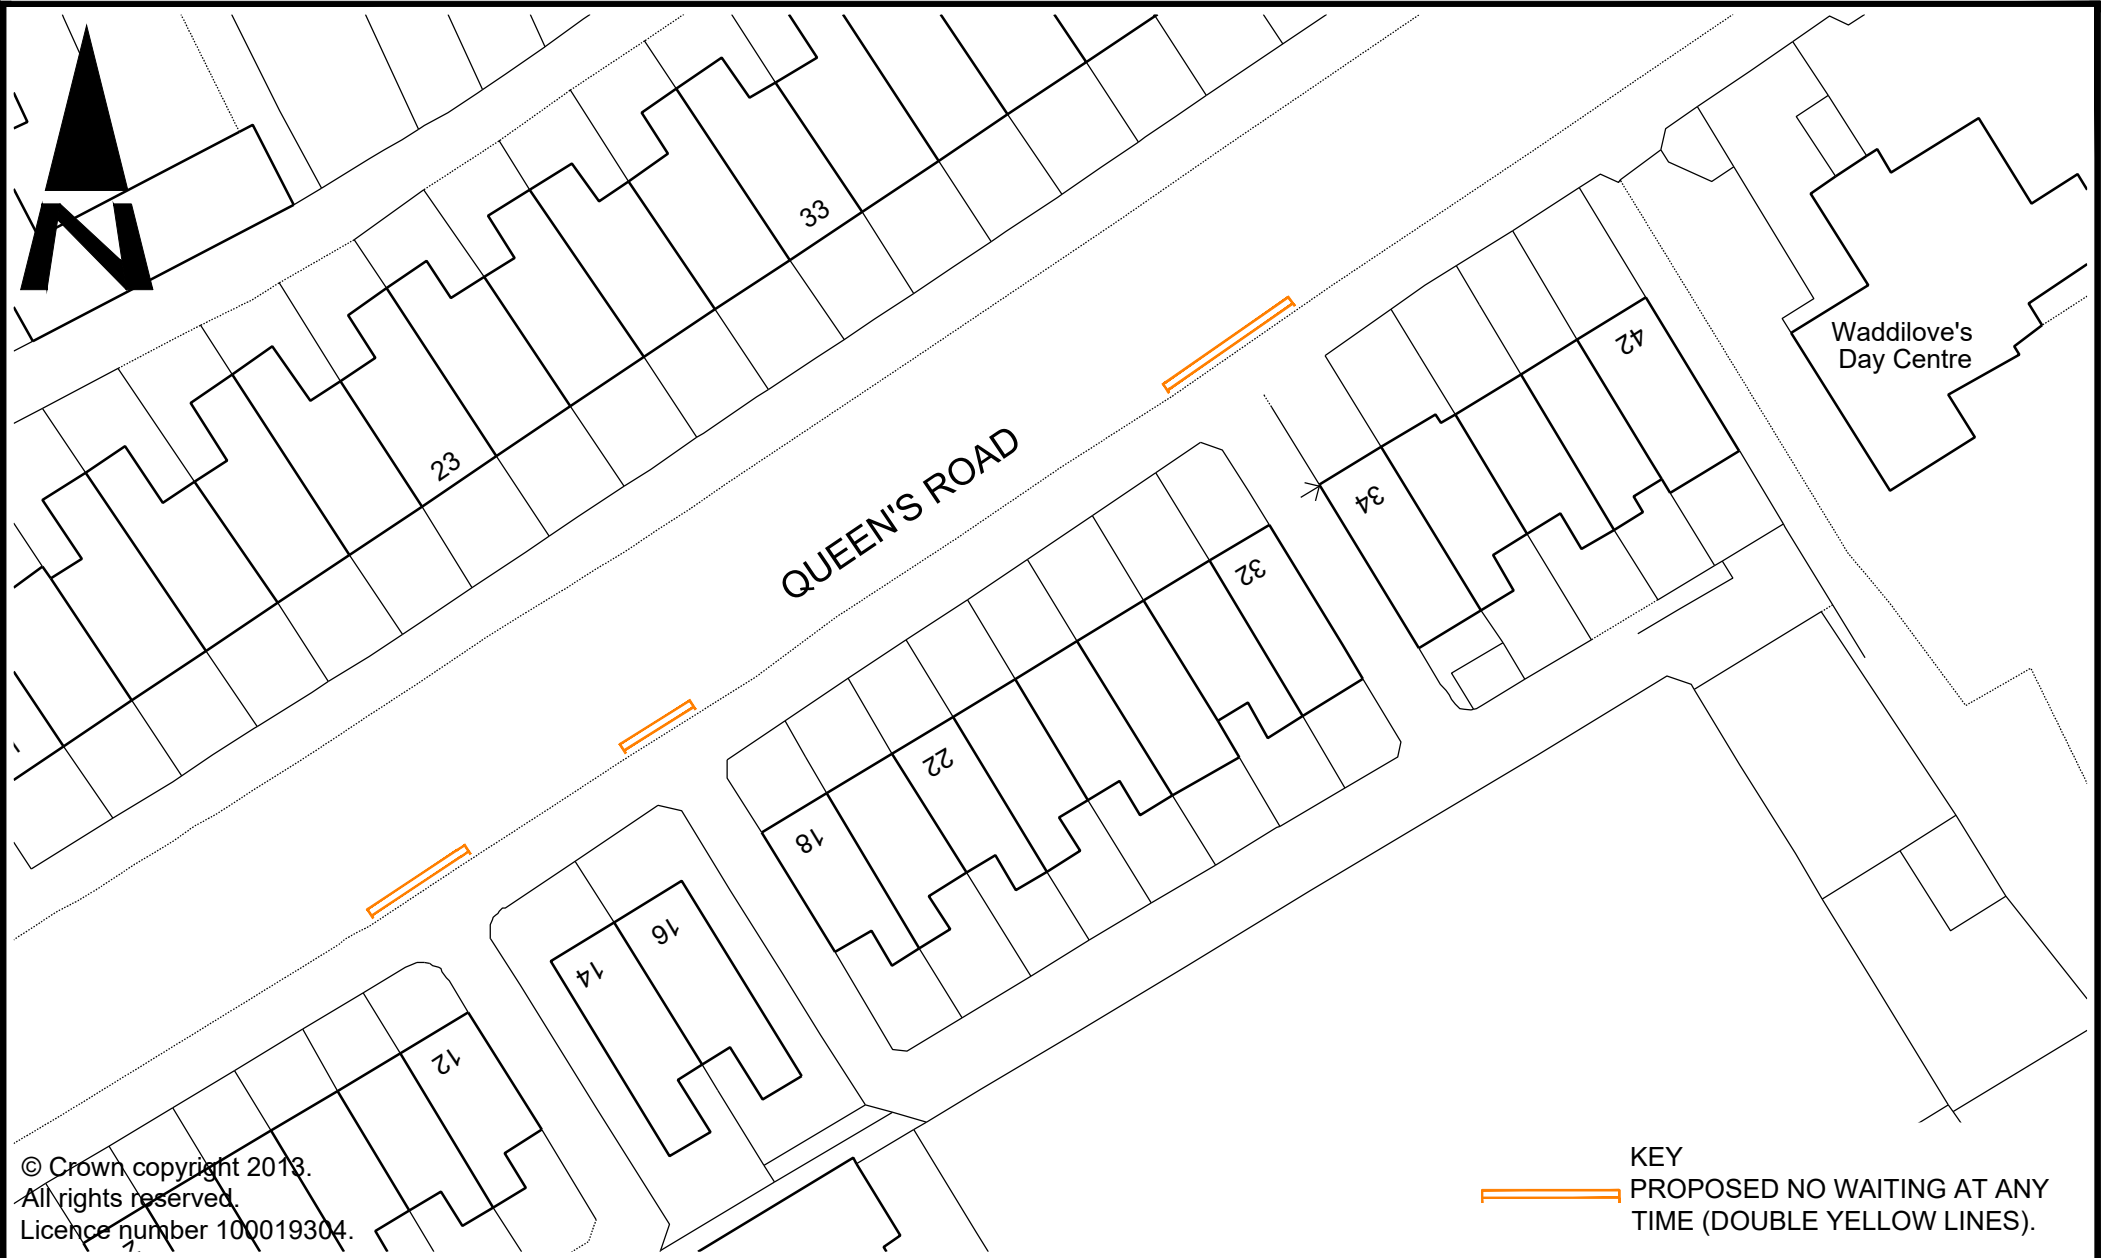 N
33
23
QUEEN'S ROAD
42
Waddilove's
Day Centre
34
32
22
18
16
14
12
© Crown copyright 2013.
All rights reserved.
Licence number 100019304.
KEY
PROPOSED NO WAITING AT ANY
TIME (DOUBLE YELLOW LINES).